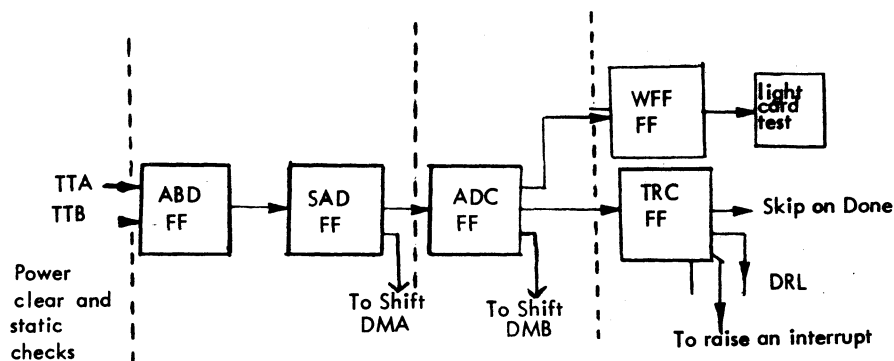 WFF
FF
light
card
test
TTA
TTB
ABD
FF
SAD
FF
ADC
FF
TRC
FF
Skip on Done
DRL
Power
clear and
static
checks
To Shift
DMA
To Shift
DMB
To raise an interrupt